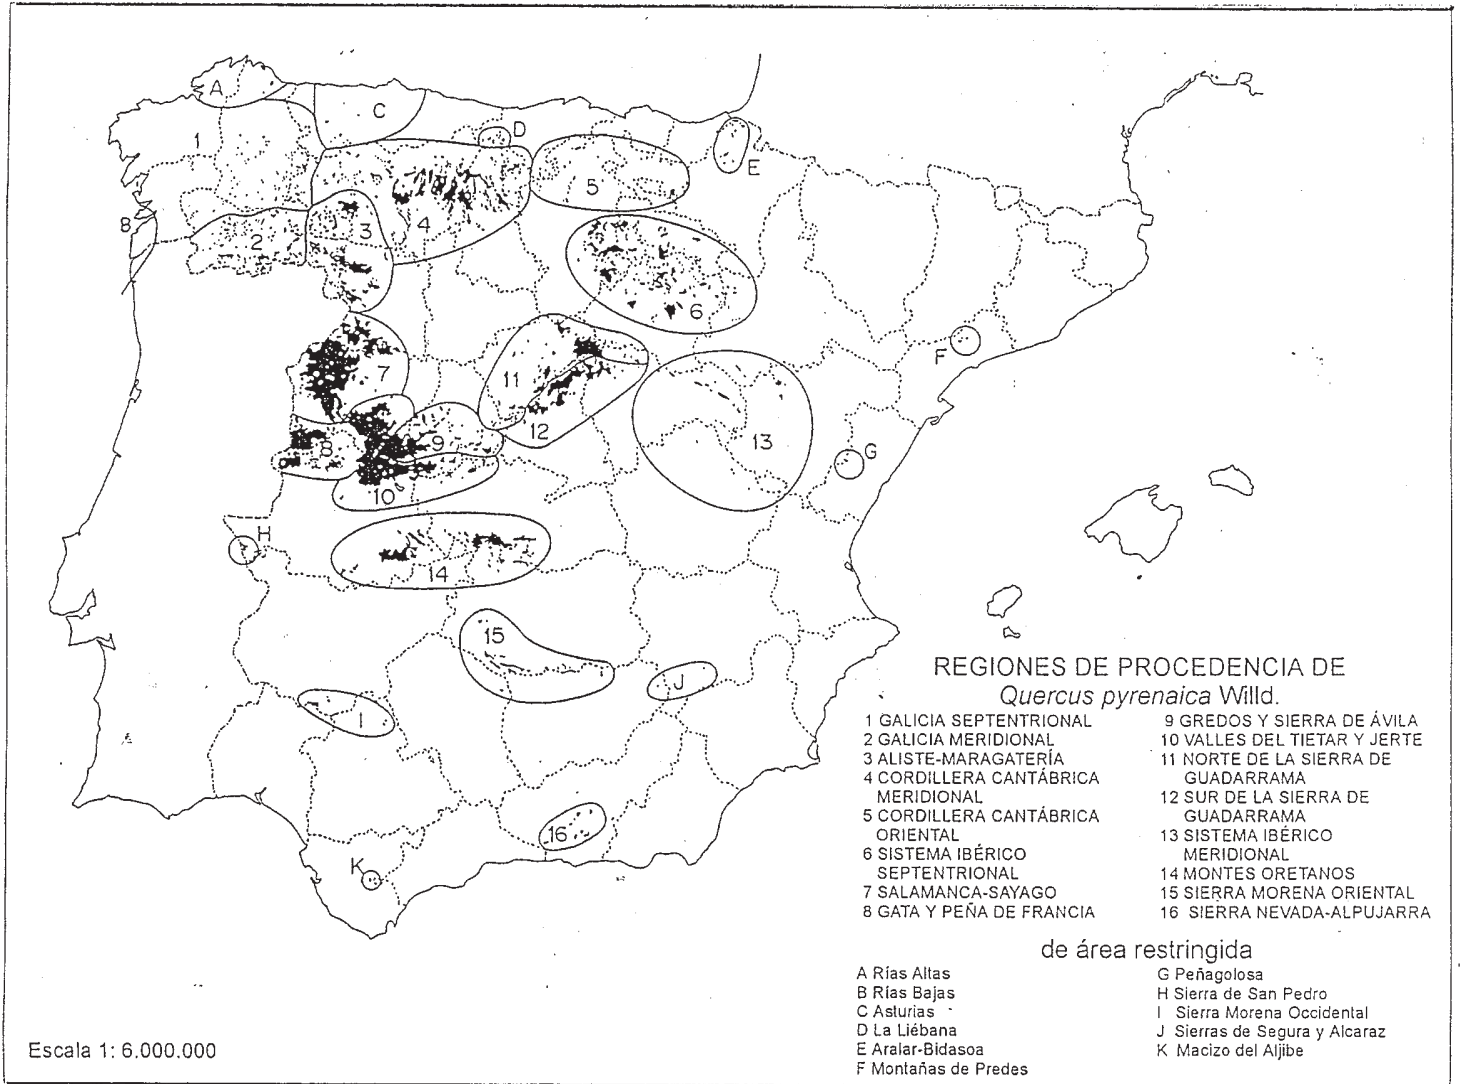 A
C
D
E
1
5
B
2
3
4
6
F
7
11
12
13
8
9
G
10
H
14
15
J
I
16
K
REGIONES DE PROCEDENCIA DE
Quercus pyrenaica Willd.
1 GALICIA SEPTENTRIONAL
2 GALICIA MERIDIONAL
3 ALISTE-MARAGATERÍA
4 CORDILLERA CANTÁBRICA
MERIDIONAL
5 CORDILLERA CANTÁBRICA
ORIENTAL
6 SISTEMA IBÉRICO
SEPTENTRIONAL
7 SALAMANCA-SAYAGO
8 GATA Y PEÑA DE FRANCIA
9 GREDOS Y SIERRA DE ÁVILA
10 VALLES DEL TIETAR Y JERTE
11 NORTE DE LA SIERRA DE
GUADARRAMA
12 SUR DE LA SIERRA DE
GUADARRAMA
13 SISTEMA IBÉRICO
MERIDIONAL
14 MONTES ORETANOS
15 SIERRA MORENA ORIENTAL
16 SIERRA NEVADA-ALPUJARRA
de área restringida
A Rías Altas
B Rías Bajas
C Asturias
D La Liébana
E Aralar-Bidasoa
F Montañas de Predes
G Peñagolosa
H Sierra de San Pedro
I Sierra Morena Occidental
J Sierras de Segura y Alcaraz
K Macizo del Aljibe
Escala 1: 6.000.000